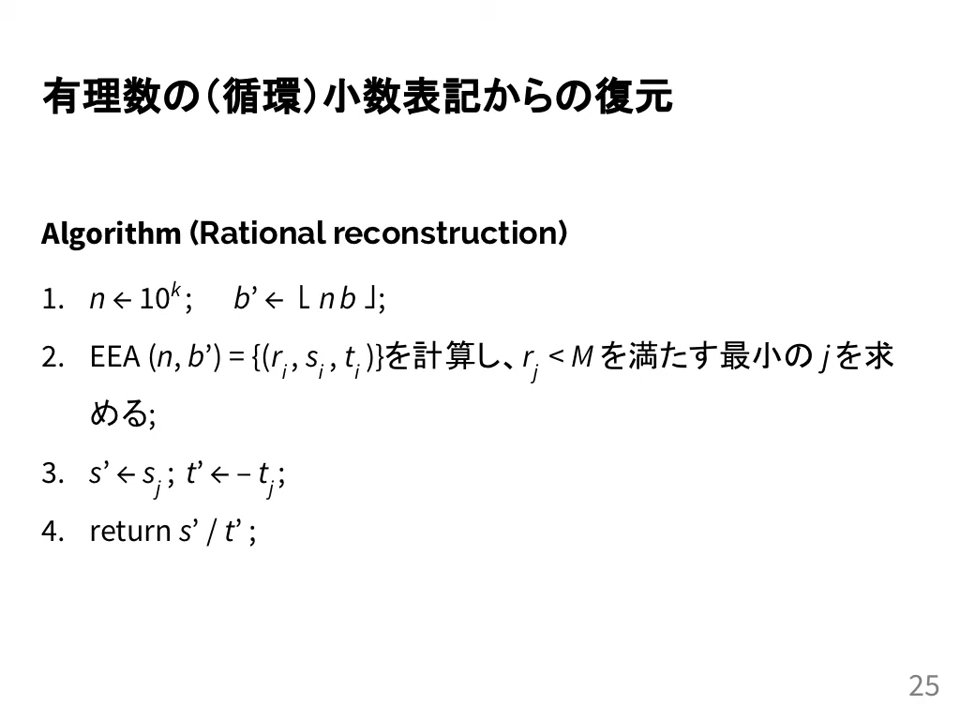 有理数の（循環）小数表記からの復元
Algorithm (Rational reconstruction)
1. n ← 10^k ; b’ ← ⌊ n b ⌋;
2. EEA (n, b’) = {(r_i , s_i , t_i )}を計算し、r_j < M を満たす最小の j を求
める;
3. s’ ← s_j ; t’ ← – t_j ;
4. return s’ / t’ ;
25